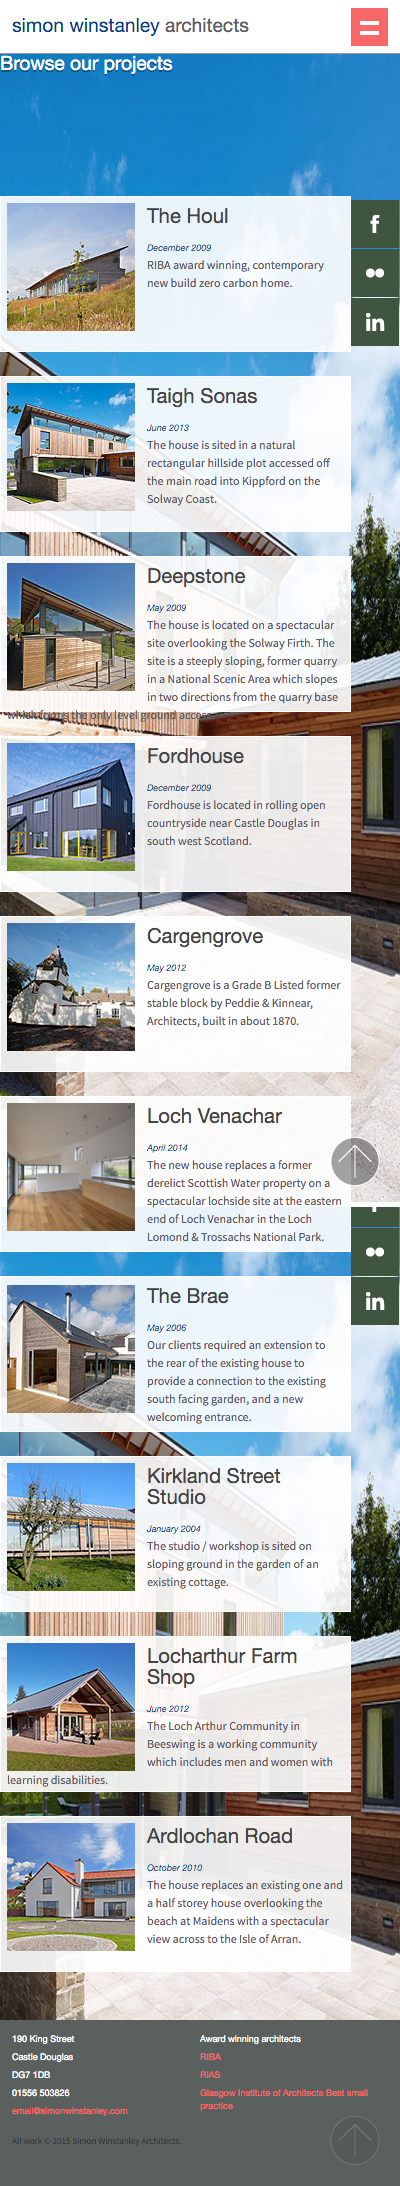 simon winstanley architects
Browse our projects
The Houl
December 2009
RIBA award winning, contemporary
new build zero carbon home.
Taigh Sonas
June 2013
The house is sited in a natural
rectangular hillside plot accessed off
the main road into Kippford on the
Solway Coast.
Deepstone
May 2009
The house is located on a spectacular
site overlooking the Solway Firth. The
site is a steeply sloping, former quarry
in a National Scenic Area which slopes
in two directions from the quarry base
which forms the only level ground access.
Fordhouse
December 2009
Fordhouse is located in rolling open
countryside near Castle Douglas in
south west Scotland.
Cargengrove
May 2012
Cargengrove is a Grade B Listed former
stable block by Peddie & Kinnear,
Architects, built in about 1870.
Loch Venachar
April 2014
The new house replaces a former
derelict Scottish Water property on a
spectacular lochside site at the eastern
end of Loch Venachar in the Loch
Lomond & Trossachs National Park.
The Brae
May 2006
Our clients required an extension to
the rear of the existing house to
provide a connection to the existing
south facing garden, and a new
welcoming entrance.
Kirkland Street
Studio
January 2004
The studio / workshop is sited on
sloping ground in the garden of an
existing cottage.
Locharthur Farm
Shop
June 2012
The Loch Arthur Community in
Beeswing is a working community
which includes men and women with
learning disabilities.
Ardlochan Road
October 2010
The house replaces an existing one and
a half storey house overlooking the
beach at Maidens with a spectacular
view across to the Isle of Arran.
190 King Street
Castle Douglas
DG7 1DB
01556 503826
email@simonwinstanley.com
Award winning architects
RIBA
RIAS
Glasgow Institute of Architects Best small
practice
All work © 2015 Simon Winstanley Architects.